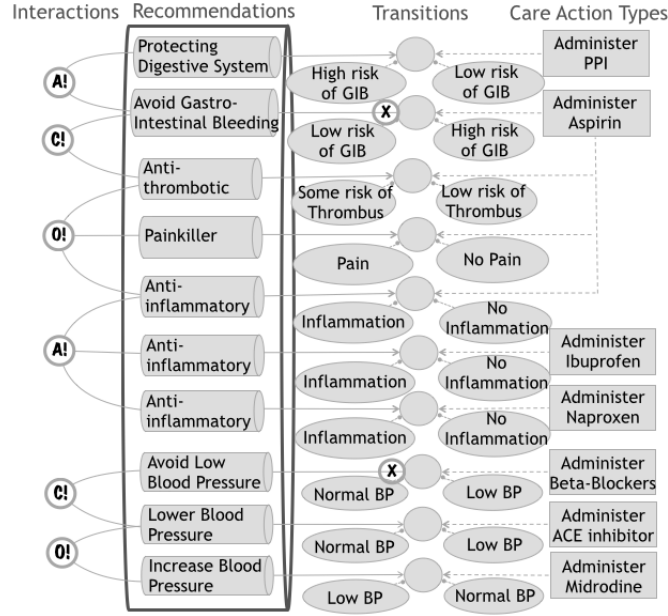 Interactions Recommendations Transitions Care Action Types
Protecting
Digestive System
High risk
of GIB
Low risk
of GIB
Administer
PPI
A!
Avoid Gastro-
Intestinal Bleeding
X
Low risk
of GIB
High risk
of GIB
Administer
Aspirin
C!
Anti-
thrombotic
Some risk of
Thrombus
Low risk of
Thrombus
O!
Painkiller
Pain
No Pain
Anti-
inflammatory
Inflammation
No
Inflammation
A!
Anti-
inflammatory
Inflammation
No
Inflammation
Administer
Ibuprofen
Anti-
inflammatory
Inflammation
No
Inflammation
Administer
Naproxen
Avoid Low
Blood Pressure
X
Normal BP
Low BP
Administer
Beta-Blockers
C!
Lower Blood
Pressure
Normal BP
Low BP
Administer
ACE inhibitor
O!
Increase Blood
Pressure
Low BP
Normal BP
Administer
Midrodine